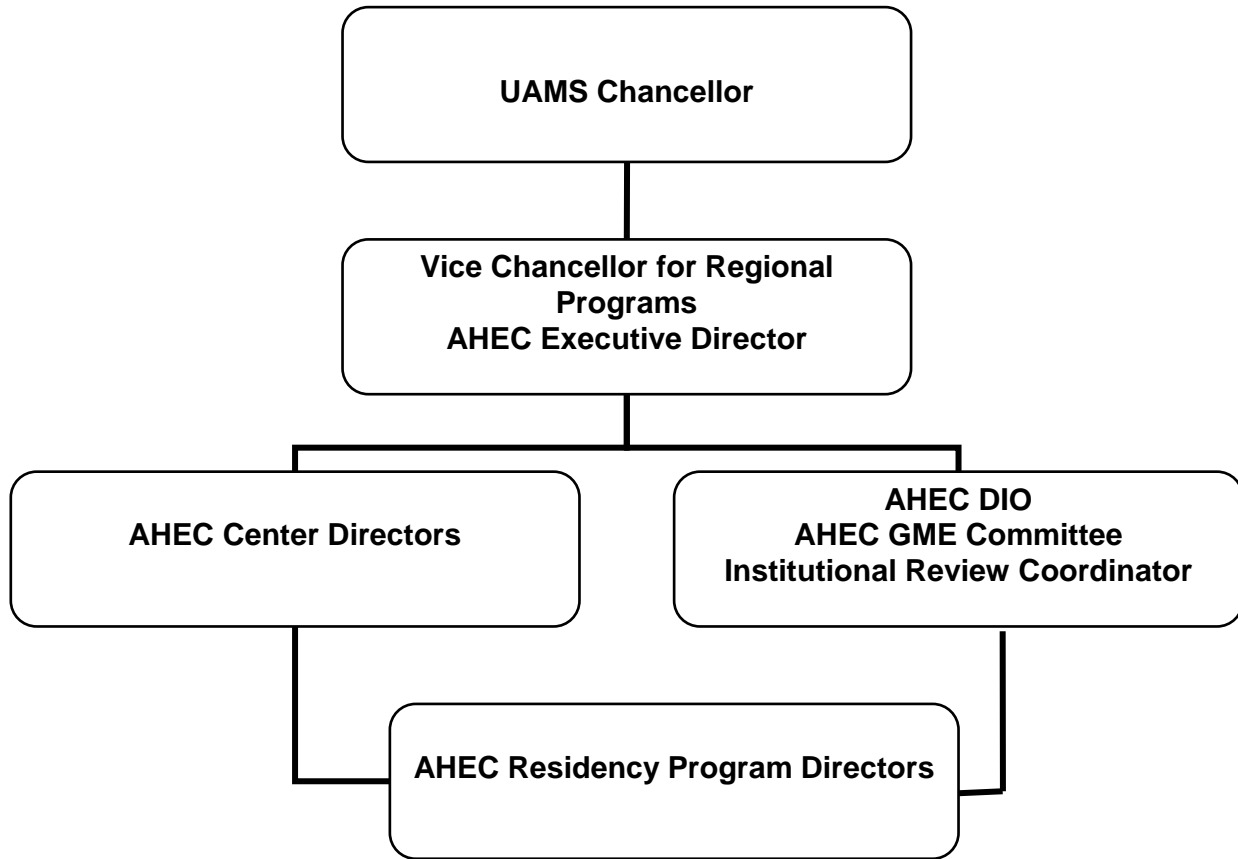 UAMS Chancellor
Vice Chancellor for Regional
Programs
AHEC Executive Director
AHEC Center Directors
AHEC DIO
AHEC GME Committee
Institutional Review Coordinator
AHEC Residency Program Directors